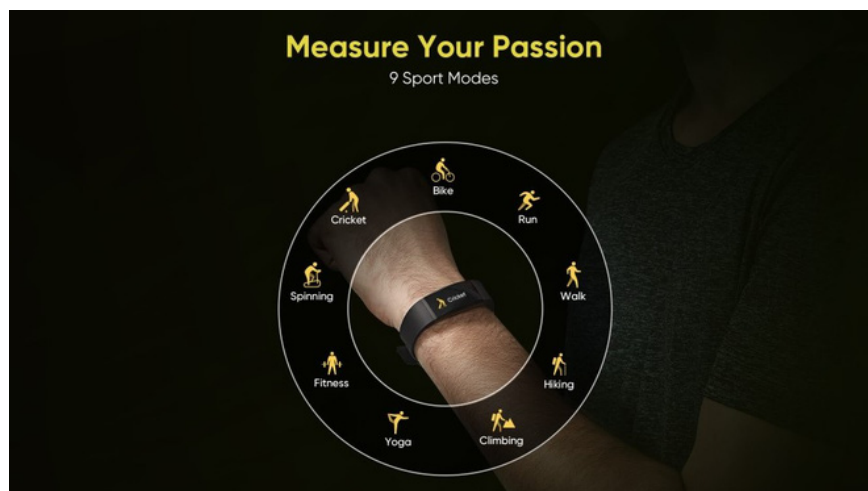 Measure Your Passion
9 Sport Modes
Bike
Run
Walk
Hiking
Climbing
Yoga
Fitness
Spinning
Cricket
Cricket